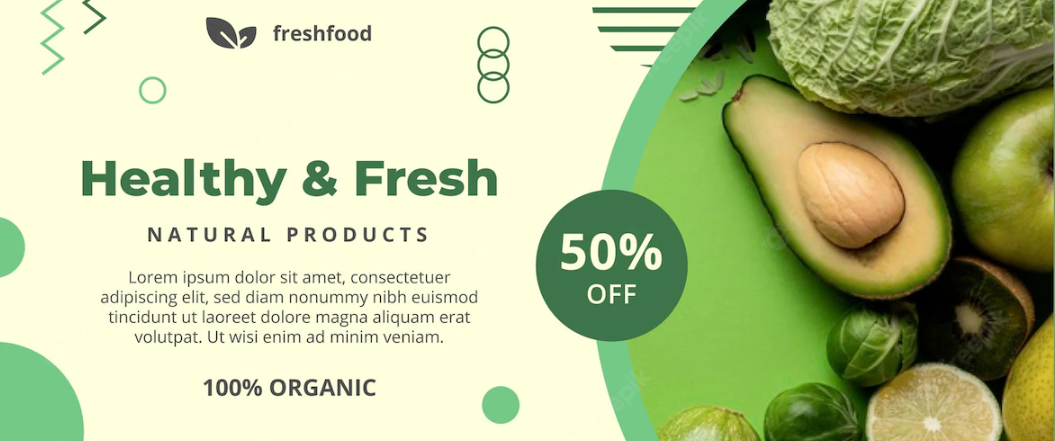 freshfood
Healthy & Fresh
NATURAL PRODUCTS
Lorem ipsum dolor sit amet, consectetuer
adipiscing elit, sed diam nonummy nibh euismod
tincidunt ut laoreet dolore magna aliquam erat
volutpat. Ut wisi enim ad minim veniam.
100% ORGANIC
50%
OFF